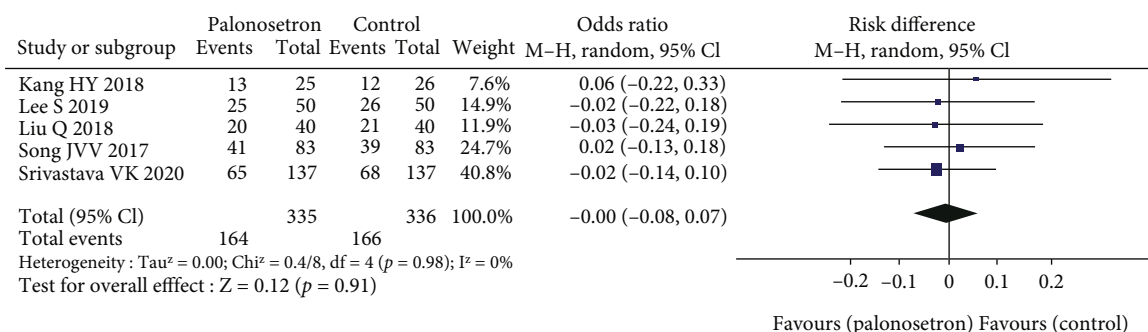 Palonosetron Control Odds ratio Risk difference
Study or subgroup Events Total Events Total Weight M–H, random, 95% Cl M–H, random, 95% Cl
Kang HY 2018 13 25 12 26 7.6% 0.06 (–0.22, 0.33)
Lee S 2019 25 50 26 50 14.9% –0.02 (–0.22, 0.18)
Liu Q 2018 20 40 21 40 11.9% –0.03 (–0.24, 0.19)
Song JVV 2017 41 83 39 83 24.7% 0.02 (–0.13, 0.18)
Srivastava VK 2020 65 137 68 137 40.8% –0.02 (–0.14, 0.10)
Total (95% Cl) 335 336 100.0% –0.00 (–0.08, 0.07)
Total events 164 166
Heterogeneity : Tauᶻ = 0.00; Chiᶻ = 0.4/8, df = 4 (p = 0.98); Iᶻ = 0%
Test for overall efffect : Z = 0.12 (p = 0.91)
–0.2 –0.1 0 0.1 0.2
Favours (palonosetron) Favours (control)